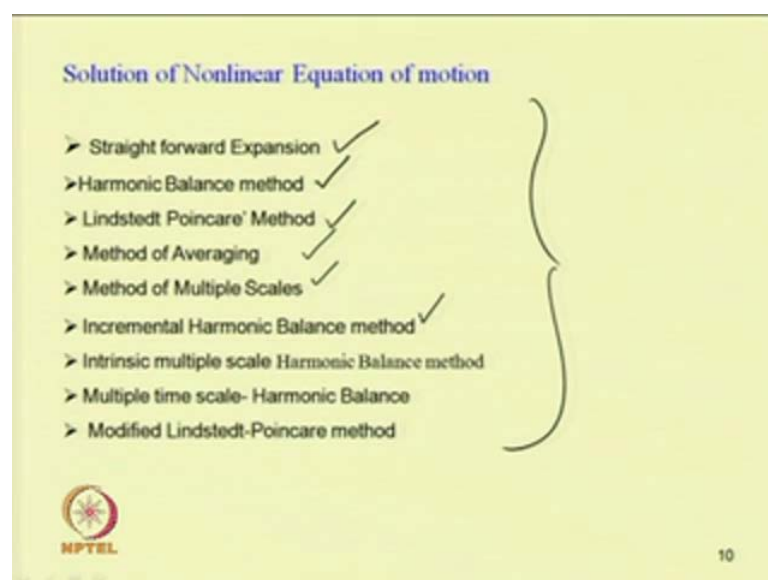 Solution of Nonlinear Equation of motion
➤ Straight forward Expansion
➤Harmonic Balance method
➤ Lindstedt Poincare' Method
➤ Method of Averaging
➤ Method of Multiple Scales
➤ Incremental Harmonic Balance method
➤ Intrinsic multiple scale Harmonic Balance method
➤ Multiple time scale- Harmonic Balance
➤ Modified Lindstedt-Poincare method
NPTEL
10